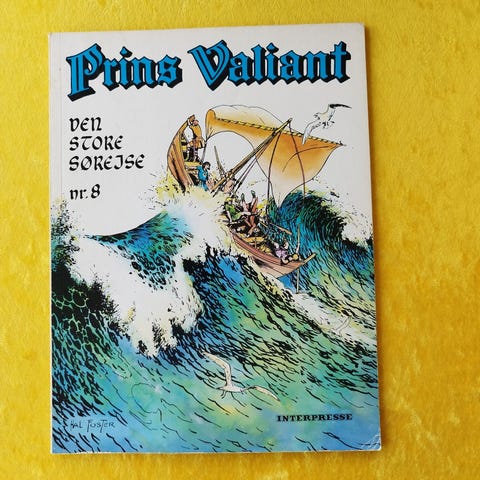 Prins Valiant
DEN
STORE
SØREJSE
nr. 8
HAL FOSTER
INTERPRESSE